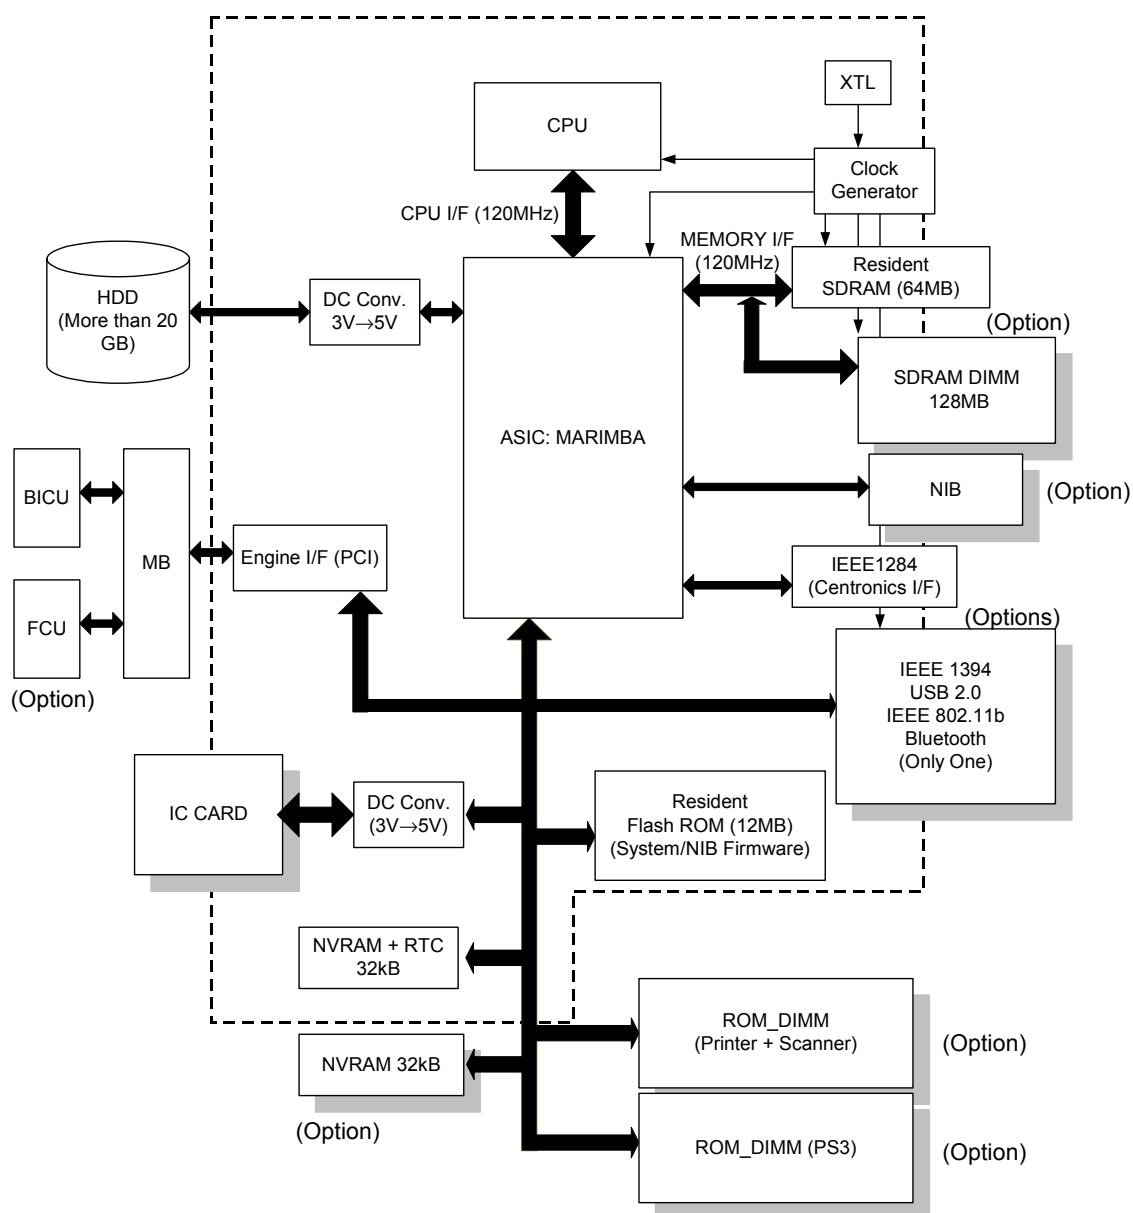 XTL
CPU
Clock
Generator
CPU I/F (120MHz)
MEMORY I/F
(120MHz)
Resident
SDRAM (64MB)
HDD
(More than 20
GB)
DC Conv.
3V→5V
(Option)
SDRAM DIMM
128MB
ASIC: MARIMBA
BICU
NIB
(Option)
MB
Engine I/F (PCI)
IEEE1284
(Centronics I/F)
FCU
(Option)
(Options)
IEEE 1394
USB 2.0
IEEE 802.11b
Bluetooth
(Only One)
IC CARD
DC Conv.
(3V→5V)
Resident
Flash ROM (12MB)
(System/NIB Firmware)
NVRAM + RTC
32kB
ROM_DIMM
(Printer + Scanner)
(Option)
NVRAM 32kB
(Option)
ROM_DIMM (PS3)
(Option)